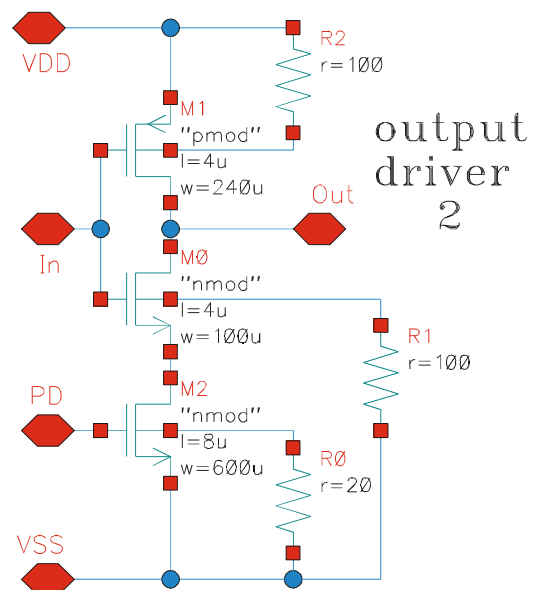 VDD
R2
r=100
M1
"pmod"
l=4u
w=240u
output
driver
2
Out
In
M0
"nmod"
l=4u
w=100u
R1
r=100
PD
M2
"nmod"
l=8u
w=600u
R0
r=20
VSS